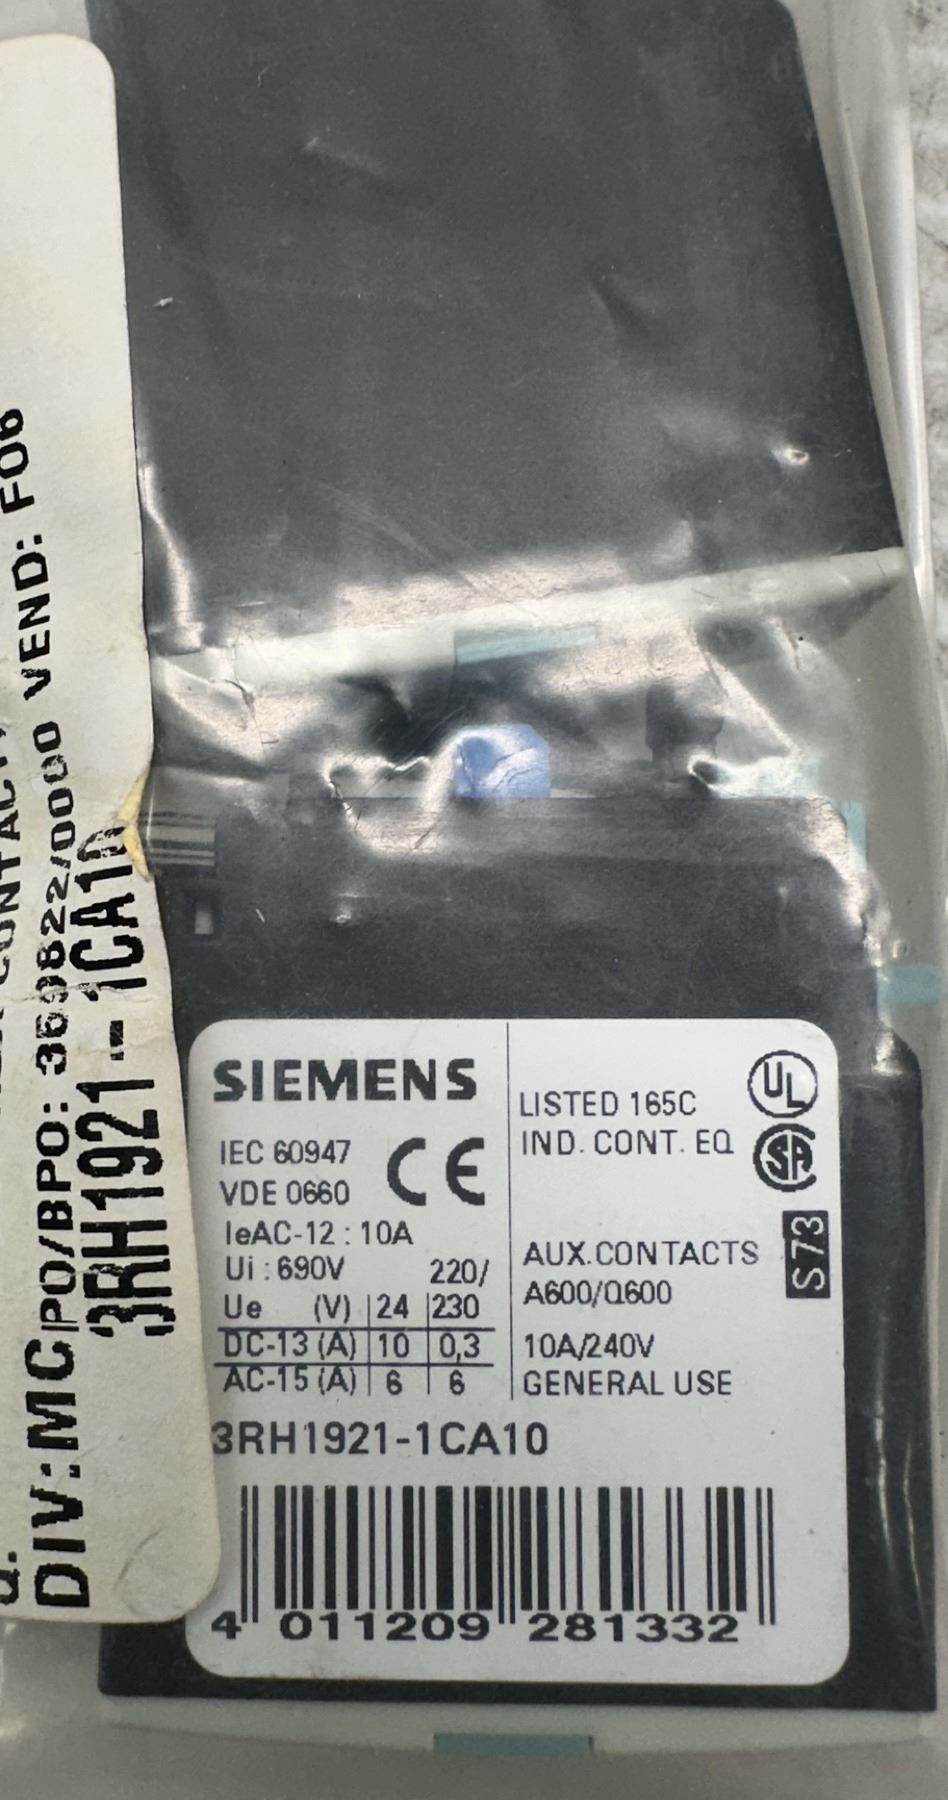 SIEMENS
IEC 60947
VDE 0660
CE
IeAC-12 : 10A
Ui : 690V 220/
Ue (V) 24 230
DC-13 (A) 10 0,3
AC-15 (A) 6 6
LISTED 165C
IND. CONT. EQ
UL
SA
AUX.CONTACTS
A600/Q600
S73
10A/240V
GENERAL USE
3RH1921-1CA10
4 011209 281332
VEND: F06
PO/BPO:
3RH1921-1CA10
DIV:MC